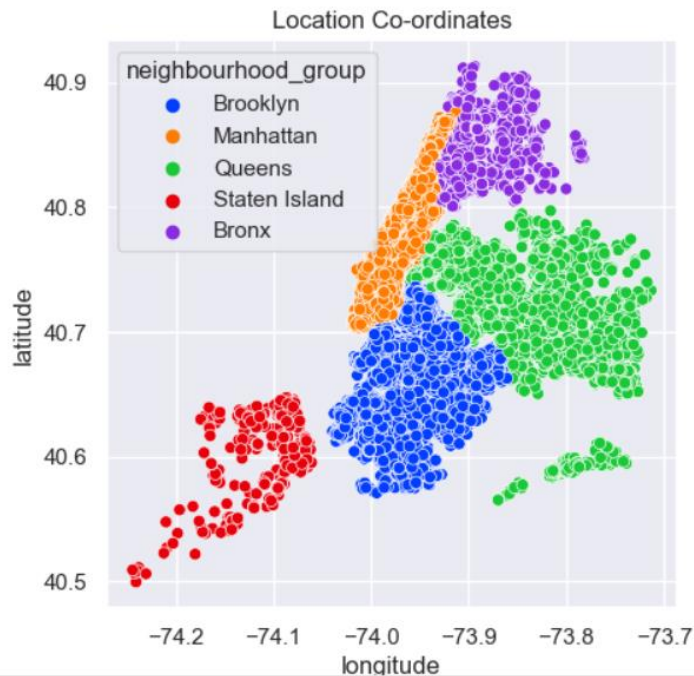 Location Co-ordinates
neighbourhood_group
Brooklyn
Manhattan
Queens
Staten Island
Bronx
40.9
40.8
40.7
40.6
40.5
latitude
−74.2 −74.1 −74.0 −73.9 −73.8 −73.7
longitude